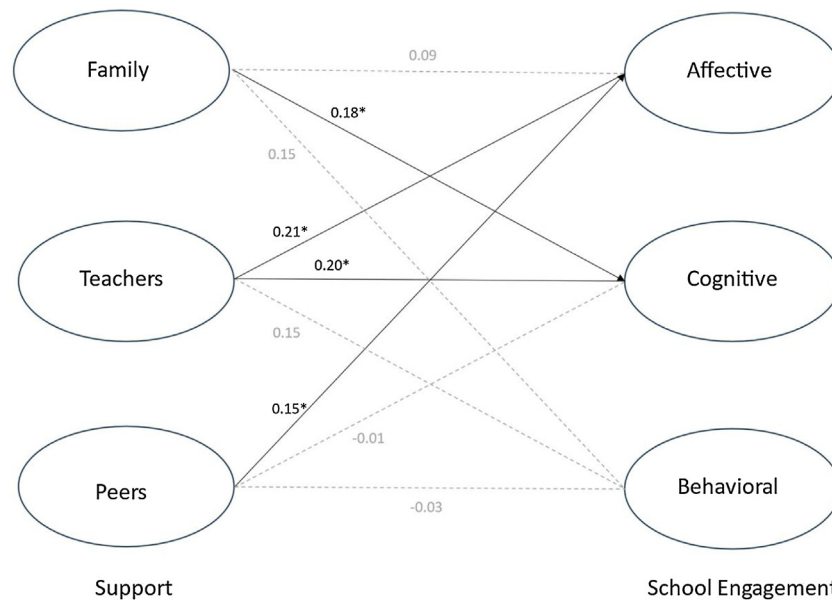 Family
0.09
Affective
0.18*
0.15
0.21*
Teachers
0.20*
Cognitive
0.15
0.15*
-0.01
Peers
Behavioral
-0.03
Support
School Engagement